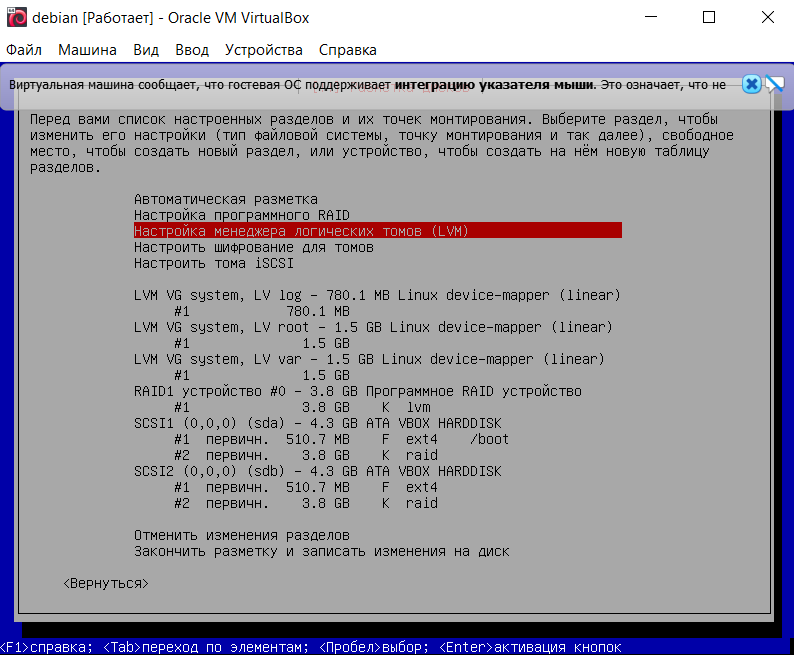 debian [Работает] - Oracle VM VirtualBox
Файл Машина Вид Ввод Устройства Справка
Виртуальная машина сообщает, что гостевая ОС поддерживает интеграцию указателя мыши. Это означает, что не
Перед вами список настроенных разделов и их точек монтирования. Выберите раздел, чтобы
изменить его настройки (тип файловой системы, точку монтирования и так далее), свободное
место, чтобы создать новый раздел, или устройство, чтобы создать на нём новую таблицу
разделов.
Автоматическая разметка
Настройка программного RAID
Настройка менеджера логических томов (LVM)
Настроить шифрование для томов
Настроить тома iSCSI
LVM VG system, LV log - 780.1 MB Linux device-mapper (linear)
#1 780.1 MB
LVM VG system, LV root - 1.5 GB Linux device-mapper (linear)
#1 1.5 GB
LVM VG system, LV var - 1.5 GB Linux device-mapper (linear)
#1 1.5 GB
RAID1 устройство #0 - 3.8 GB Программное RAID устройство
#1 3.8 GB K lvm
SCSI1 (0,0,0) (sda) - 4.3 GB ATA VBOX HARDDISK
#1 первичн. 510.7 MB F ext4 /boot
#2 первичн. 3.8 GB K raid
SCSI2 (0,0,0) (sdb) - 4.3 GB ATA VBOX HARDDISK
#1 первичн. 510.7 MB F ext4
#2 первичн. 3.8 GB K raid
Отменить изменения разделов
Закончить разметку и записать изменения на диск
<Вернуться>
<F1>справка; <Tab>переход по элементам; <Пробел>выбор; <Enter>активация кнопок